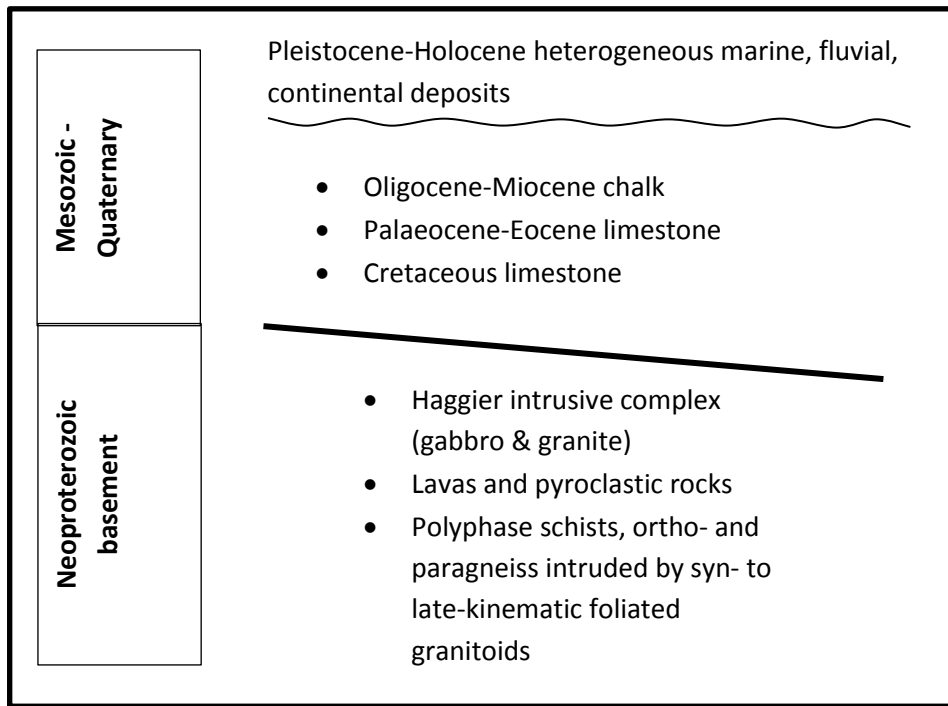 Mesozoic -
Quaternary
Pleistocene-Holocene heterogeneous marine, fluvial,
continental deposits
• Oligocene-Miocene chalk
• Palaeocene-Eocene limestone
• Cretaceous limestone
Neoproterozoic
basement
• Haggier intrusive complex
(gabbro & granite)
• Lavas and pyroclastic rocks
• Polyphase schists, ortho- and
paragneiss intruded by syn- to
late-kinematic foliated
granitoids